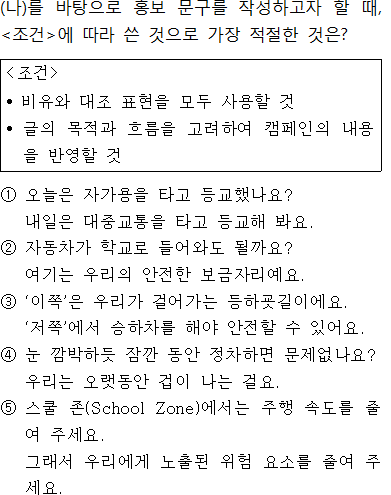 (나)를 바탕으로 홍보 문구를 작성하고자 할 때,
<조건>에 따라 쓴 것으로 가장 적절한 것은?
<조건>
• 비유와 대조 표현을 모두 사용할 것
• 글의 목적과 흐름을 고려하여 캠페인의 내용
을 반영할 것
① 오늘은 자가용을 타고 등교했나요?
내일은 대중교통을 타고 등교해 봐요.
② 자동차가 학교로 들어와도 될까요?
여기는 우리의 안전한 보금자리예요.
③ ‘이쪽’은 우리가 걸어가는 등하굣길이에요.
‘저쪽’에서 승하차를 해야 안전할 수 있어요.
④ 눈 깜박하듯 잠깐 동안 정차하면 문제없나요?
우리는 오랫동안 겁이 나는 걸요.
⑤ 스쿨 존(School Zone)에서는 주행 속도를 줄
여 주세요.
그래서 우리에게 노출된 위험 요소를 줄여 주
세요.